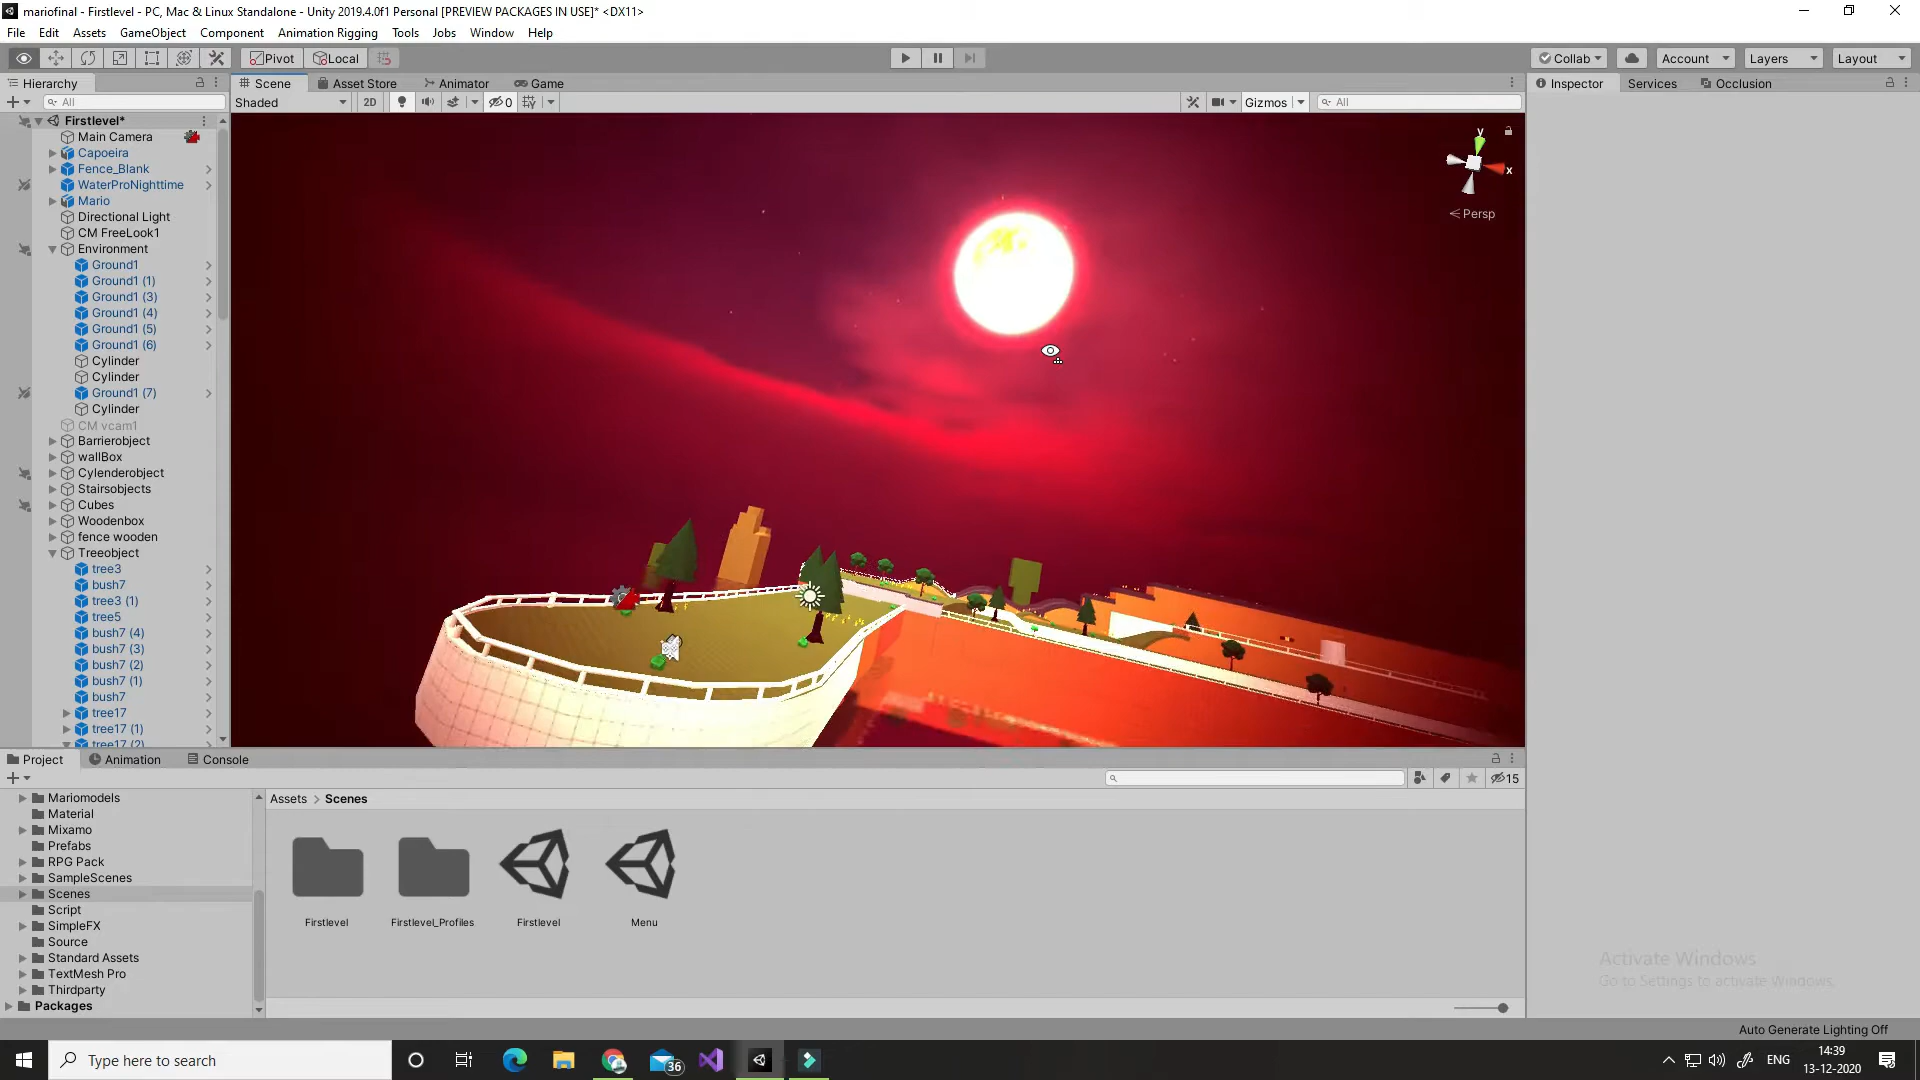 mariofinal - Firstlevel - PC, Mac & Linux Standalone - Unity 2019.4.0f1 Personal [PREVIEW PACKAGES IN USE]* <DX11>
File Edit Assets GameObject Component Animation Rigging Tools Jobs Window Help
Pivot Local Collab Account Layers Layout
Hierarchy Scene Asset Store Animator Game Inspector Services Occlusion
All Shaded 2D 0 Gizmos All
Firstlevel*
Main Camera
Capoeira
Fence_Blank
WaterProNighttime
Mario
Directional Light
CM FreeLook1
Environment
Ground1
Ground1 (1)
Ground1 (3)
Ground1 (4)
Ground1 (5)
Ground1 (6)
Cylinder
Cylinder
Ground1 (7)
Cylinder
CM vcam1
Barrierobject
wallBox
Cylenderobject
Stairsobjects
Cubes
Woodenbox
fence wooden
Treeobject
tree3
bush7
tree3 (1)
tree5
bush7 (4)
bush7 (3)
bush7 (2)
bush7 (1)
bush7
tree17
tree17 (1)
tree17 (2)
y
x
Persp
Project Animation Console
15
Mariomodels
Material
Mixamo
Prefabs
RPG Pack
SampleScenes
Scenes
Script
SimpleFX
Source
Standard Assets
TextMesh Pro
Thirdparty
Packages
Assets > Scenes
Firstlevel Firstlevel_Profiles Firstlevel Menu
Activate Windows
Go to Settings to activate Windows.
Auto Generate Lighting Off
Type here to search
36
ENG
14:39
13-12-2020